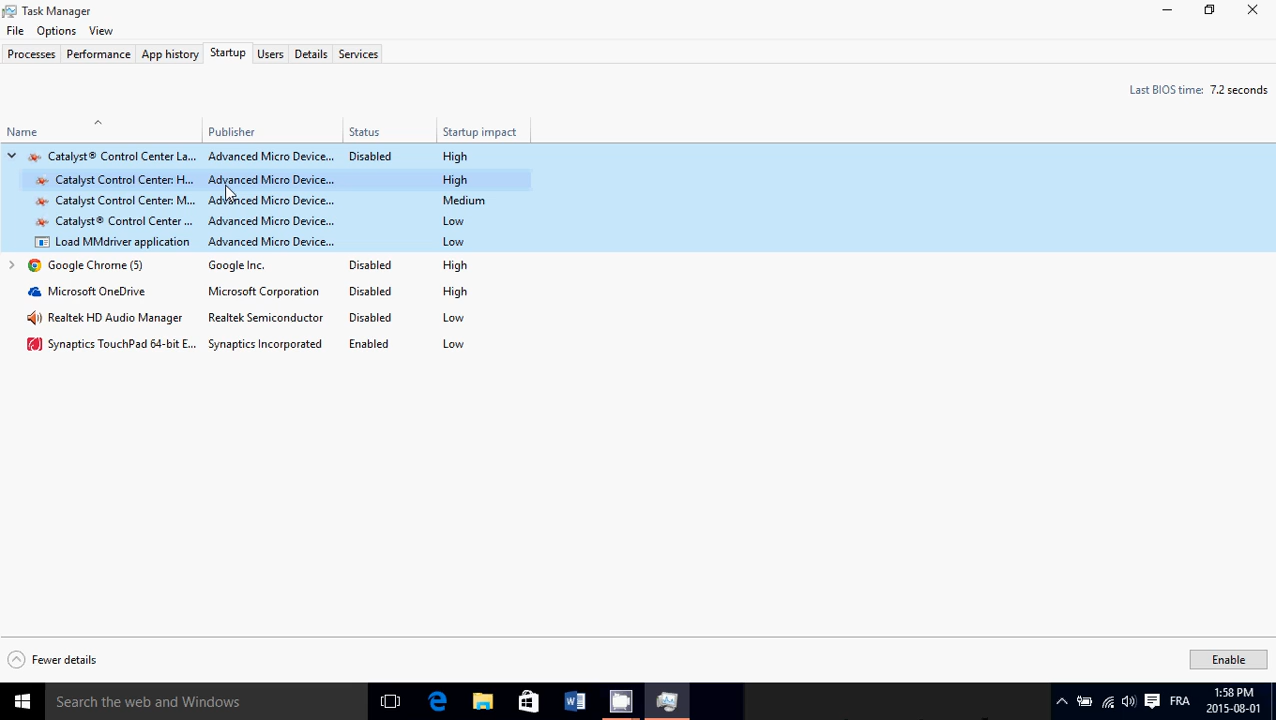 Task Manager
File Options View
Processes Performance App history Startup Users Details Services
Last BIOS time: 7.2 seconds
Name Publisher Status Startup impact
Catalyst® Control Center La... Advanced Micro Device... Disabled High
Catalyst Control Center: H... Advanced Micro Device... High
Catalyst Control Center: M... Advanced Micro Device... Medium
Catalyst® Control Center ... Advanced Micro Device... Low
Load MMdriver application Advanced Micro Device... Low
Google Chrome (5) Google Inc. Disabled High
Microsoft OneDrive Microsoft Corporation Disabled High
Realtek HD Audio Manager Realtek Semiconductor Disabled Low
Synaptics TouchPad 64-bit E... Synaptics Incorporated Enabled Low
Fewer details Enable
Search the web and Windows FRA 1:58 PM
2015-08-01